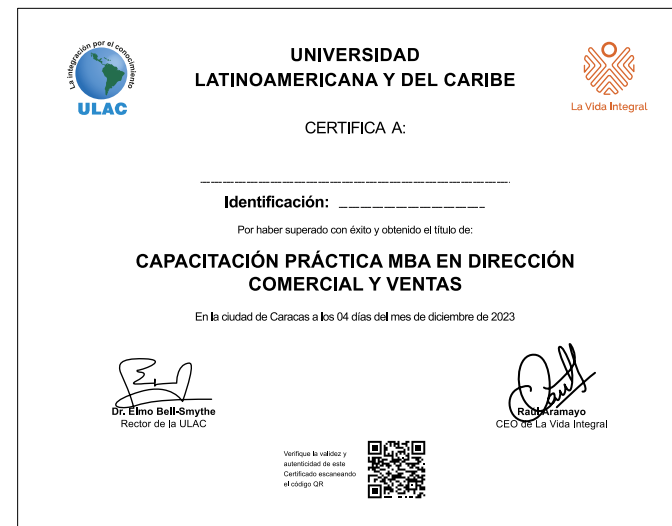 La integración por el conocimiento
ULAC
UNIVERSIDAD
LATINOAMERICANA Y DEL CARIBE
La Vida Integral
CERTIFICA A:
Identificación:
Por haber superado con éxito y obtenido el título de:
CAPACITACIÓN PRÁCTICA MBA EN DIRECCIÓN
COMERCIAL Y VENTAS
En la ciudad de Caracas a los 04 días del mes de diciembre de 2023
Dr. Elmo Bell-Smythe
Rector de la ULAC
Raul Aramayo
CEO de La Vida Integral
Verifique la validez y
autenticidad de este
Certificado escaneando
el código QR